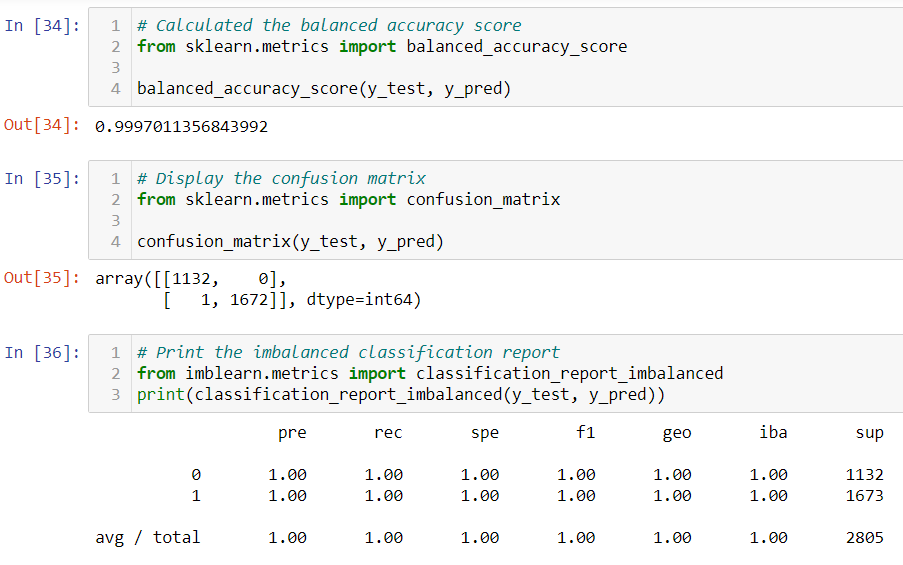 In [34]: 1 # Calculated the balanced accuracy score
2 from sklearn.metrics import balanced_accuracy_score
3
4 balanced_accuracy_score(y_test, y_pred)
Out[34]: 0.9997011356843992
In [35]: 1 # Display the confusion matrix
2 from sklearn.metrics import confusion_matrix
3
4 confusion_matrix(y_test, y_pred)
Out[35]: array([[1132,    0],
[   1, 1672]], dtype=int64)
In [36]: 1 # Print the imbalanced classification report
2 from imblearn.metrics import classification_report_imbalanced
3 print(classification_report_imbalanced(y_test, y_pred))
pre rec spe f1 geo iba sup
0 1.00 1.00 1.00 1.00 1.00 1.00 1132
1 1.00 1.00 1.00 1.00 1.00 1.00 1673
avg / total 1.00 1.00 1.00 1.00 1.00 1.00 2805